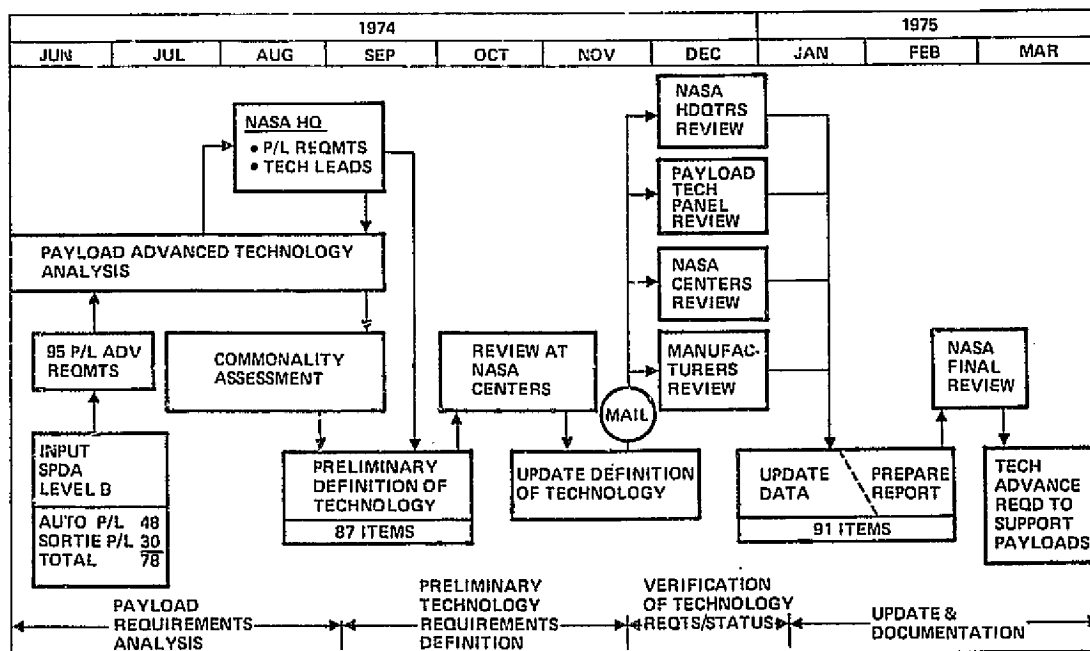 1974
1975
JUN
JUL
AUG
SEP
OCT
NOV
DEC
JAN
FEB
MAR
NASA HQ
• P/L REQMTS
• TECH LEADS
PAYLOAD ADVANCED TECHNOLOGY
ANALYSIS
95 P/L ADV
REQMTS
INPUT
SPDA
LEVEL B
AUTO P/L 48
SORTIE P/L 30
TOTAL 78
COMMONALITY
ASSESSMENT
PRELIMINARY
DEFINITION OF
TECHNOLOGY
87 ITEMS
REVIEW AT
NASA
CENTERS
UPDATE DEFINITION
OF TECHNOLOGY
MAIL
NASA
HDQTRS
REVIEW
PAYLOAD
TECH
PANEL
REVIEW
NASA
CENTERS
REVIEW
MANUFAC-
TURERS
REVIEW
UPDATE
DATA
PREPARE
REPORT
91 ITEMS
NASA
FINAL
REVIEW
TECH
ADVANCE
REQD TO
SUPPORT
PAYLOADS
PAYLOAD
REQUIREMENTS
ANALYSIS
PRELIMINARY
TECHNOLOGY
REQUIREMENTS
DEFINITION
VERIFICATION
OF TECHNOLOGY
REQTS/STATUS
UPDATE &
DOCUMENTATION